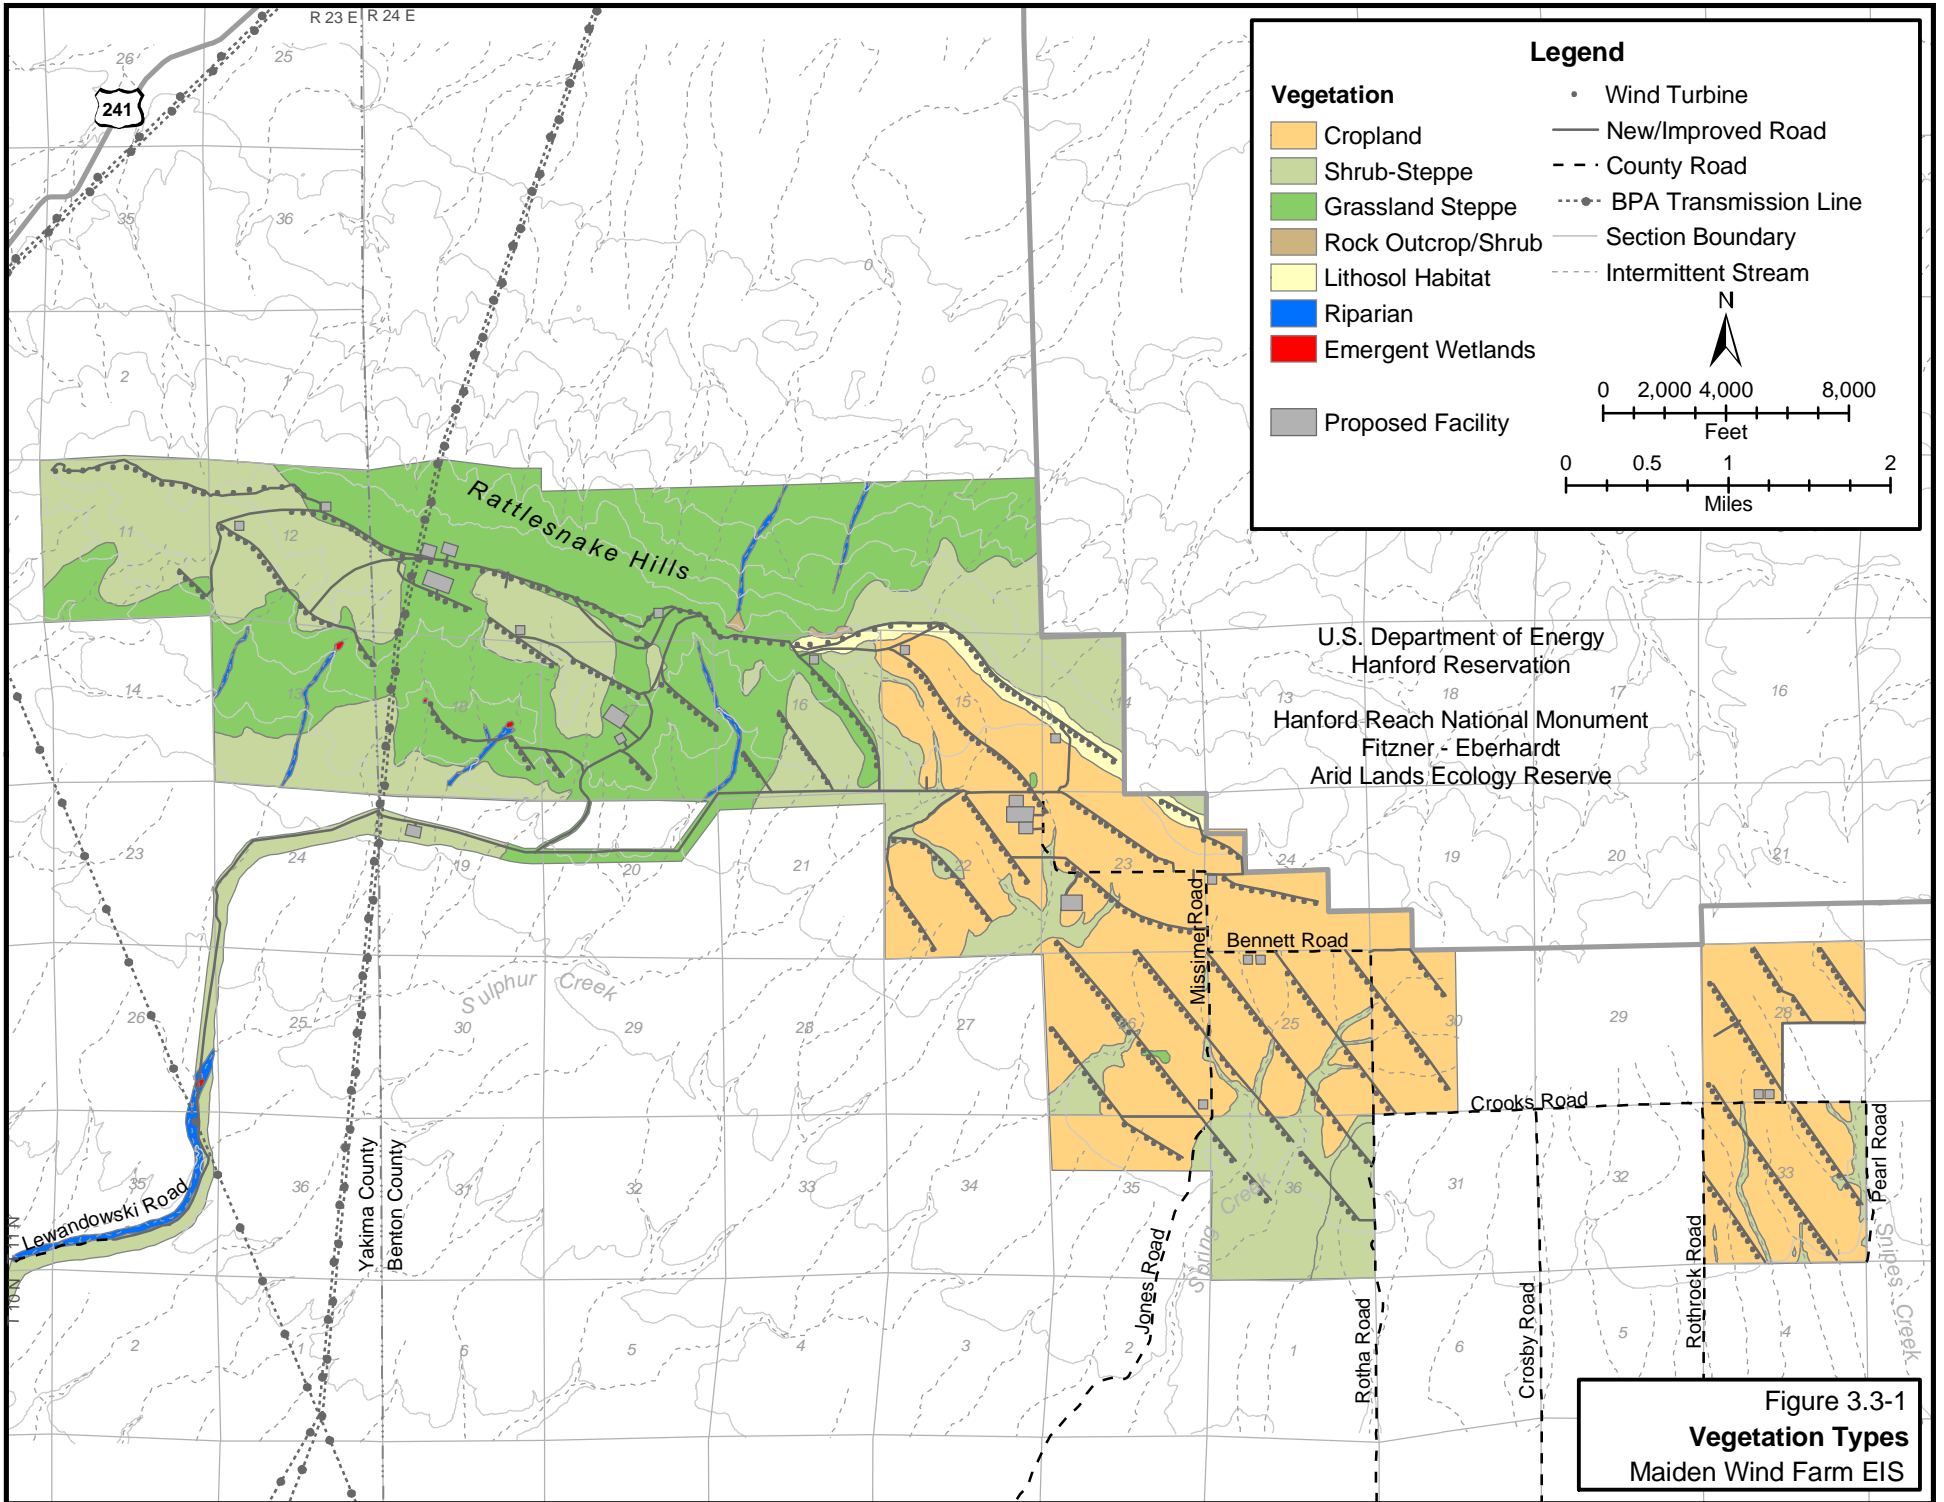 R 23 E
R 24 E
241
26
25
35
36
2
1
0
Legend
Vegetation
Cropland
Shrub-Steppe
Grassland Steppe
Rock Outcrop/Shrub
Lithosol Habitat
Riparian
Emergent Wetlands
Proposed Facility
Wind Turbine
New/Improved Road
County Road
BPA Transmission Line
Section Boundary
Intermittent Stream
N
0 2,000 4,000 8,000
Feet
0 0.5 1 2
Miles
Rattlesnake Hills
11
12
14
13
18
17
16
15
14
13
18
17
16
U.S. Department of Energy
Hanford Reservation
Hanford Reach National Monument
Fitzner - Eberhardt
Arid Lands Ecology Reserve
23
24
19
20
21
22
23
24
19
20
21
Missimer Road
Bennett Road
Sulphur Creek
26
25
30
29
28
27
26
25
30
29
28
Crooks Road
Pearl Road
35
36
31
32
33
34
35
36
31
32
33
Lewandowski Road
T 11 N
T 10 N
Yakima County
Benton County
Jones Road
Spring Creek
Rotha Road
Crosby Road
Rothrock Road
Snipes Creek
2
1
6
5
4
3
2
1
6
5
4
Figure 3.3-1
Vegetation Types
Maiden Wind Farm EIS